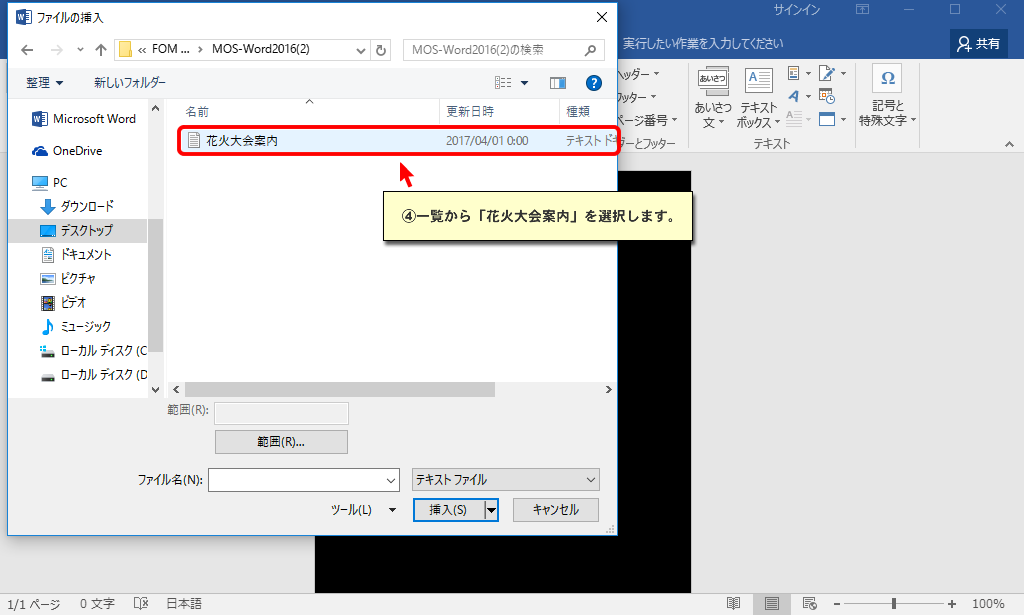 ファイルの挿入
サインイン
« FOM ... › MOS-Word2016(2)
MOS-Word2016(2)の検索
実行したい作業を入力してください
共有
整理
新しいフォルダー
ヘッダー
フッター
ページ番号
ーとフッター
あいさつ
あいさつ文
テキストボックス
テキスト
記号と特殊文字
Microsoft Word
OneDrive
PC
ダウンロード
デスクトップ
ドキュメント
ピクチャ
ビデオ
ミュージック
ローカル ディスク (C
ローカル ディスク (D
名前
更新日時
種類
花火大会案内
2017/04/01 0:00
テキスト ド
④一覧から「花火大会案内」を選択します。
範囲(R):
範囲(R)...
ファイル名(N):
テキスト ファイル
ツール(L)
挿入(S)
キャンセル
1/1 ページ
0 文字
日本語
100%